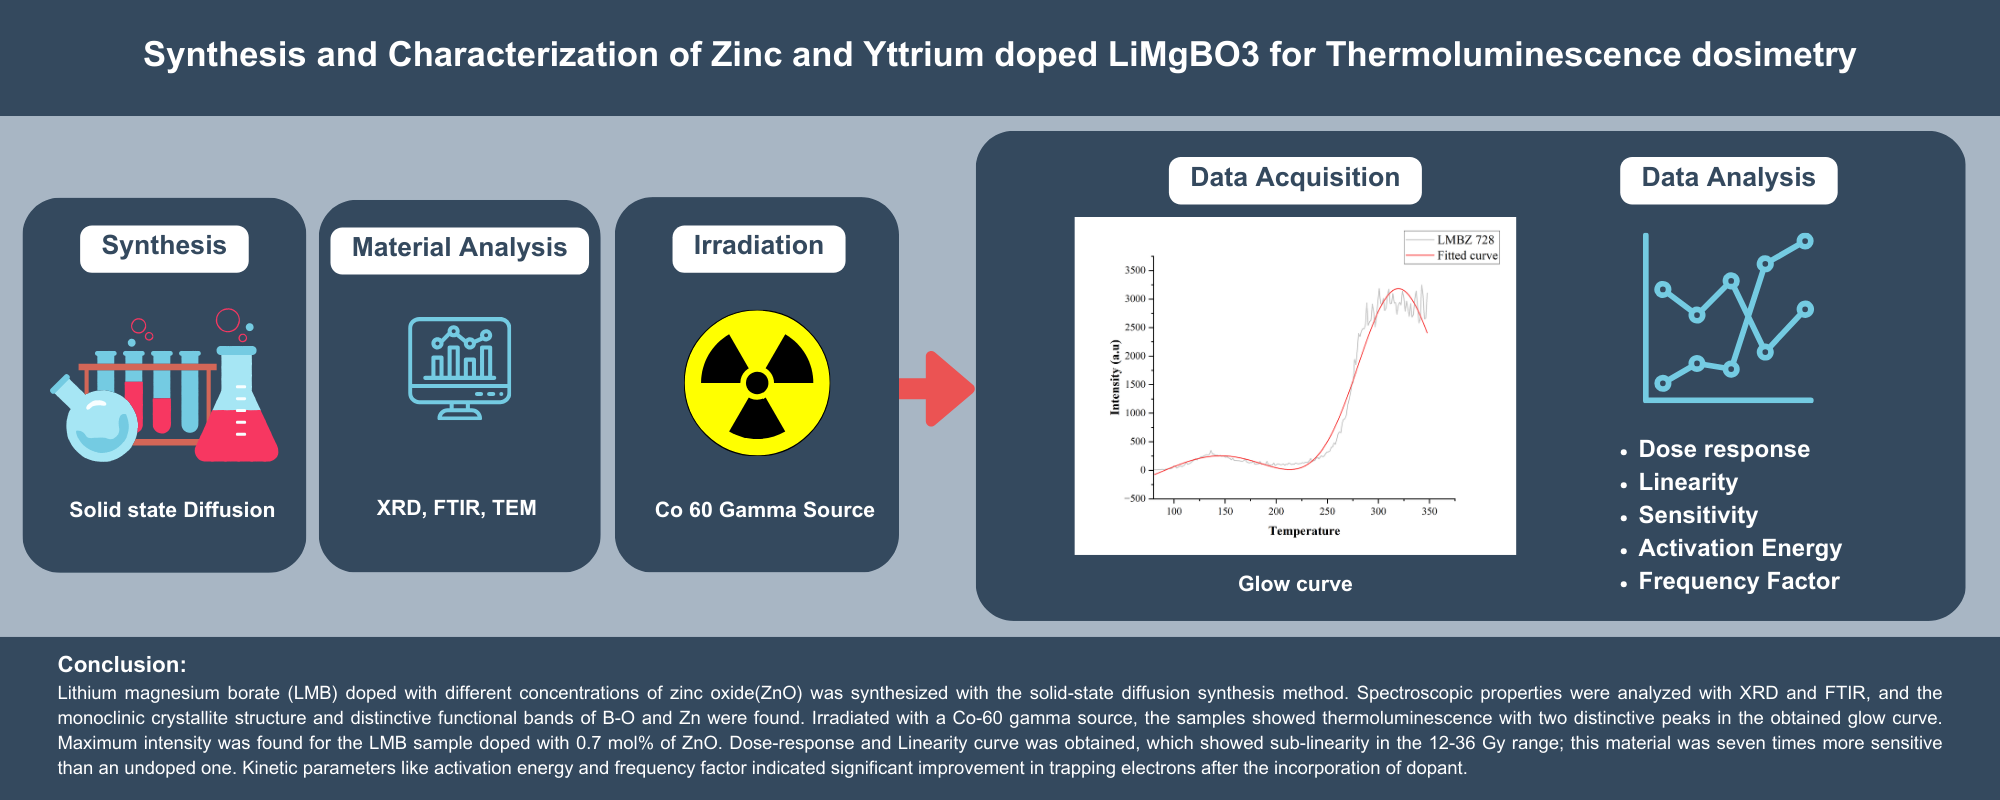 Synthesis and Characterization of Zinc and Yttrium doped LiMgBO3 for Thermoluminescence dosimetry
Synthesis
Solid state Diffusion
Material Analysis
XRD, FTIR, TEM
Irradiation
Co 60 Gamma Source
Data Acquisition
LMBZ 728
Fitted curve
Intensity (a.u)
3500
3000
2500
2000
1500
1000
500
0
−500
100 150 200 250 300 350
Temperature
Glow curve
Data Analysis
• Dose response
• Linearity
• Sensitivity
• Activation Energy
• Frequency Factor
Conclusion:
Lithium magnesium borate (LMB) doped with different concentrations of zinc oxide(ZnO) was synthesized with the solid-state diffusion synthesis method. Spectroscopic properties were analyzed with XRD and FTIR, and the
monoclinic crystallite structure and distinctive functional bands of B-O and Zn were found. Irradiated with a Co-60 gamma source, the samples showed thermoluminescence with two distinctive peaks in the obtained glow curve.
Maximum intensity was found for the LMB sample doped with 0.7 mol% of ZnO. Dose-response and Linearity curve was obtained, which showed sub-linearity in the 12-36 Gy range; this material was seven times more sensitive
than an undoped one. Kinetic parameters like activation energy and frequency factor indicated significant improvement in trapping electrons after the incorporation of dopant.